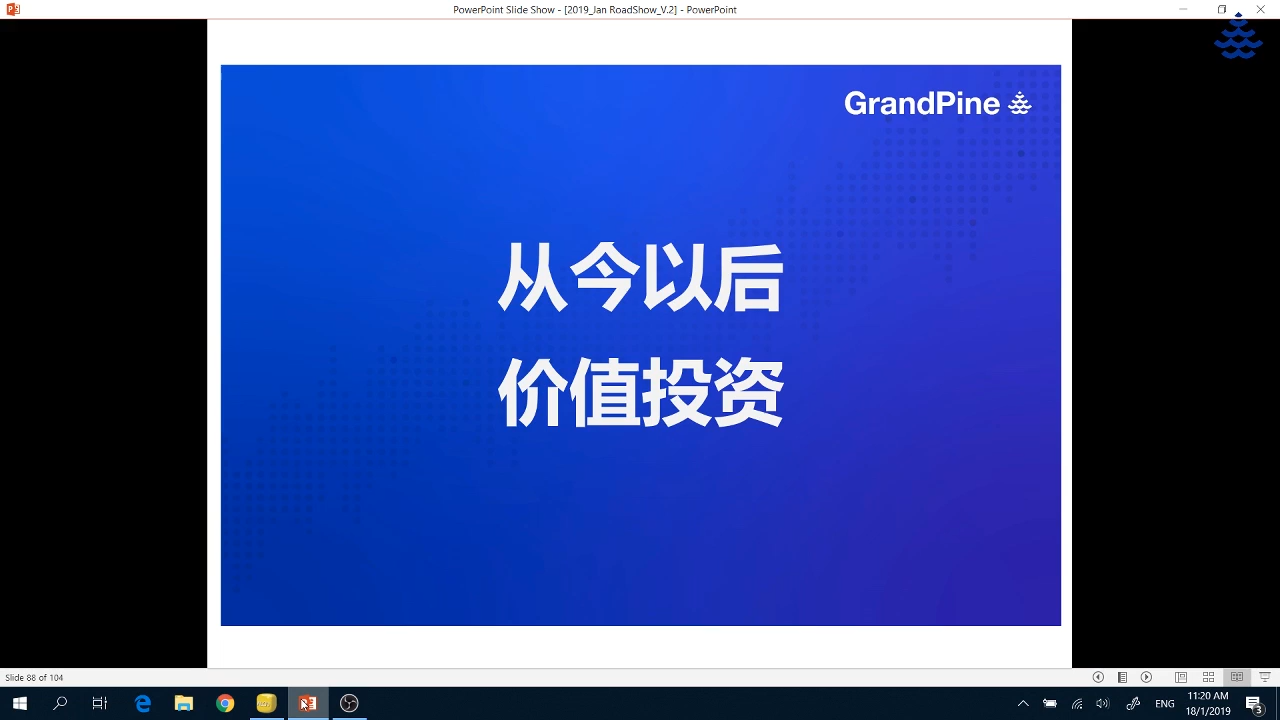 PowerPoint Slide Show - [2019_Jan RoadShow_V.2] - PowerPoint
GrandPine
从今以后
价值投资
Slide 88 of 104
ENG
11:20 AM
18/1/2019
3